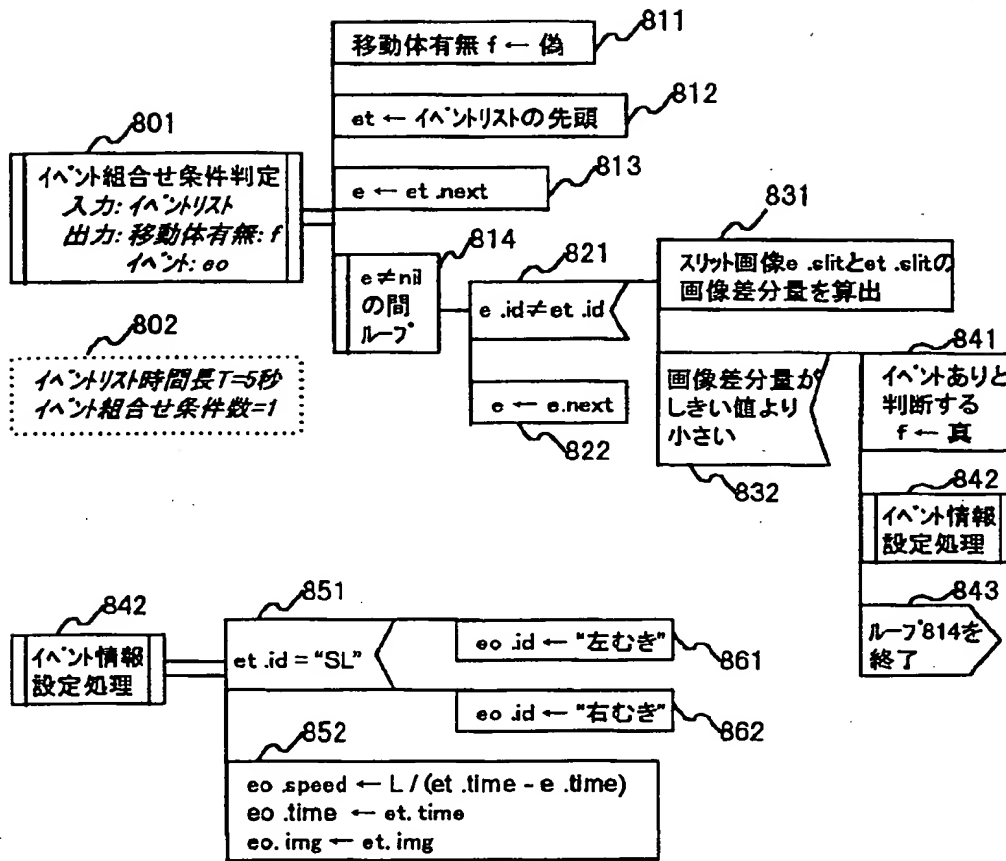 811
移動体有無 f ← 偽
812
et ← イベントリストの先頭
801
イベント組合せ条件判定
入力: イベントリスト
出力: 移動体有無: f
イベント: eo
813
e ← et .next
814
e ≠ nil
の間
ループ
821
e .id ≠ et .id
831
スリット画像e .slitとet .slitの
画像差分量を算出
802
イベントリスト時間長T=5秒
イベント組合せ条件数=1
e ← e.next
822
画像差分量が
しきい値より
小さい
832
841
イベントありと
判断する
f ← 真
842
イベント情報
設定処理
843
ループ814を
終了
842
イベント情報
設定処理
851
et .id = “SL”
eo .id ← “左むき”
861
eo .id ← “右むき”
862
852
eo .speed ← L / (et .time - e .time)
eo .time ← et. time
eo. img ← et. img